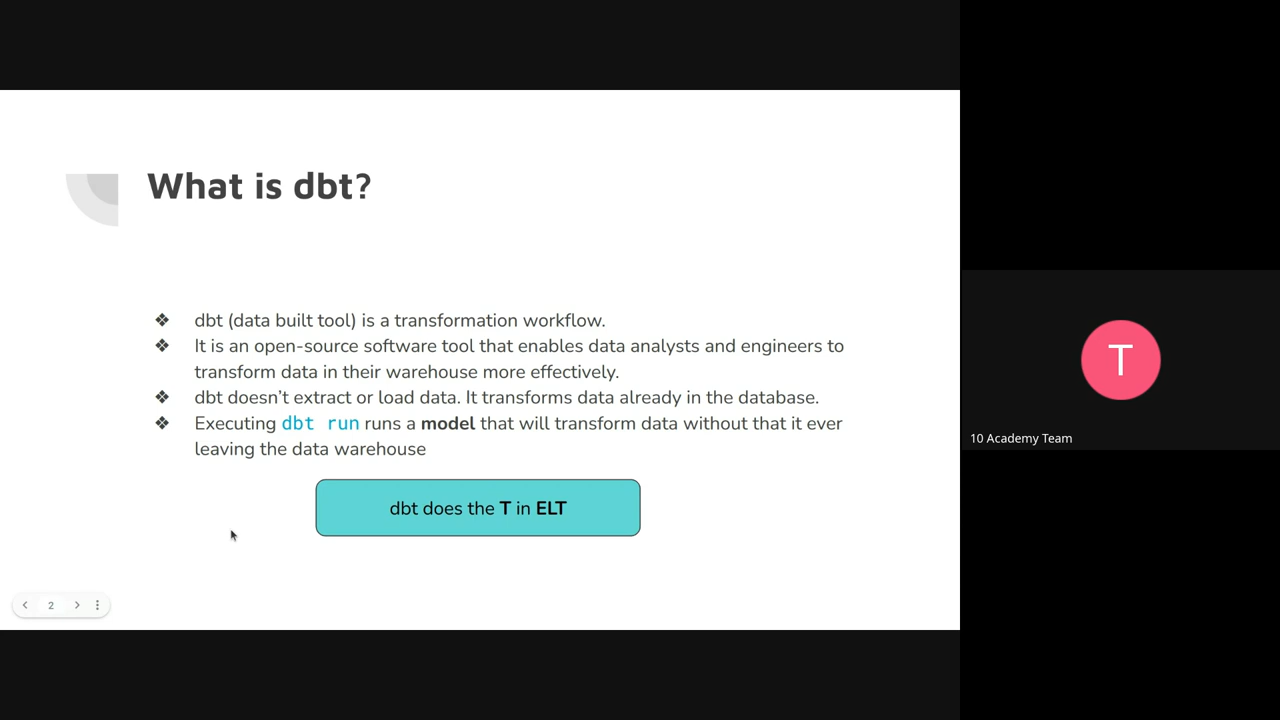 What is dbt?
❖ dbt (data built tool) is a transformation workflow.
❖ It is an open-source software tool that enables data analysts and engineers to
transform data in their warehouse more effectively.
❖ dbt doesn’t extract or load data. It transforms data already in the database.
❖ Executing dbt run runs a model that will transform data without that it ever
leaving the data warehouse
dbt does the T in ELT
2
T
10 Academy Team